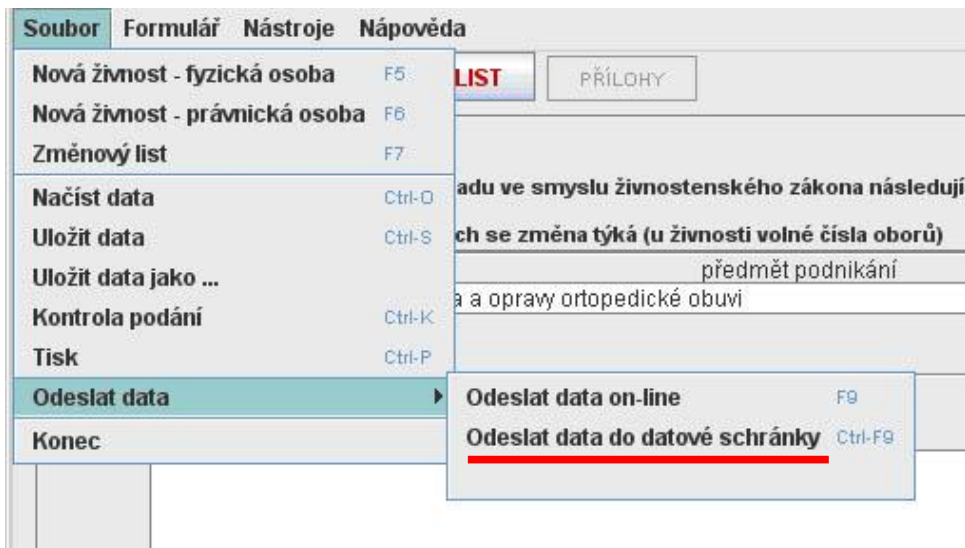 Soubor Formulář Nástroje Nápověda
LIST PŘÍLOHY
Nová živnost - fyzická osoba F5
Nová živnost - právnická osoba F6
Změnový list F7
Načíst data Ctrl-O
Uložit data Ctrl-S
Uložit data jako ...
Kontrola podání Ctrl-K
Tisk Ctrl-P
Odeslat data
Konec
adu ve smyslu živnostenského zákona následují
ch se změna týká (u živnosti volné čísla oborů)
předmět podnikání
a a opravy ortopedické obuvi
Odeslat data on-line F9
Odeslat data do datové schránky Ctrl-F9